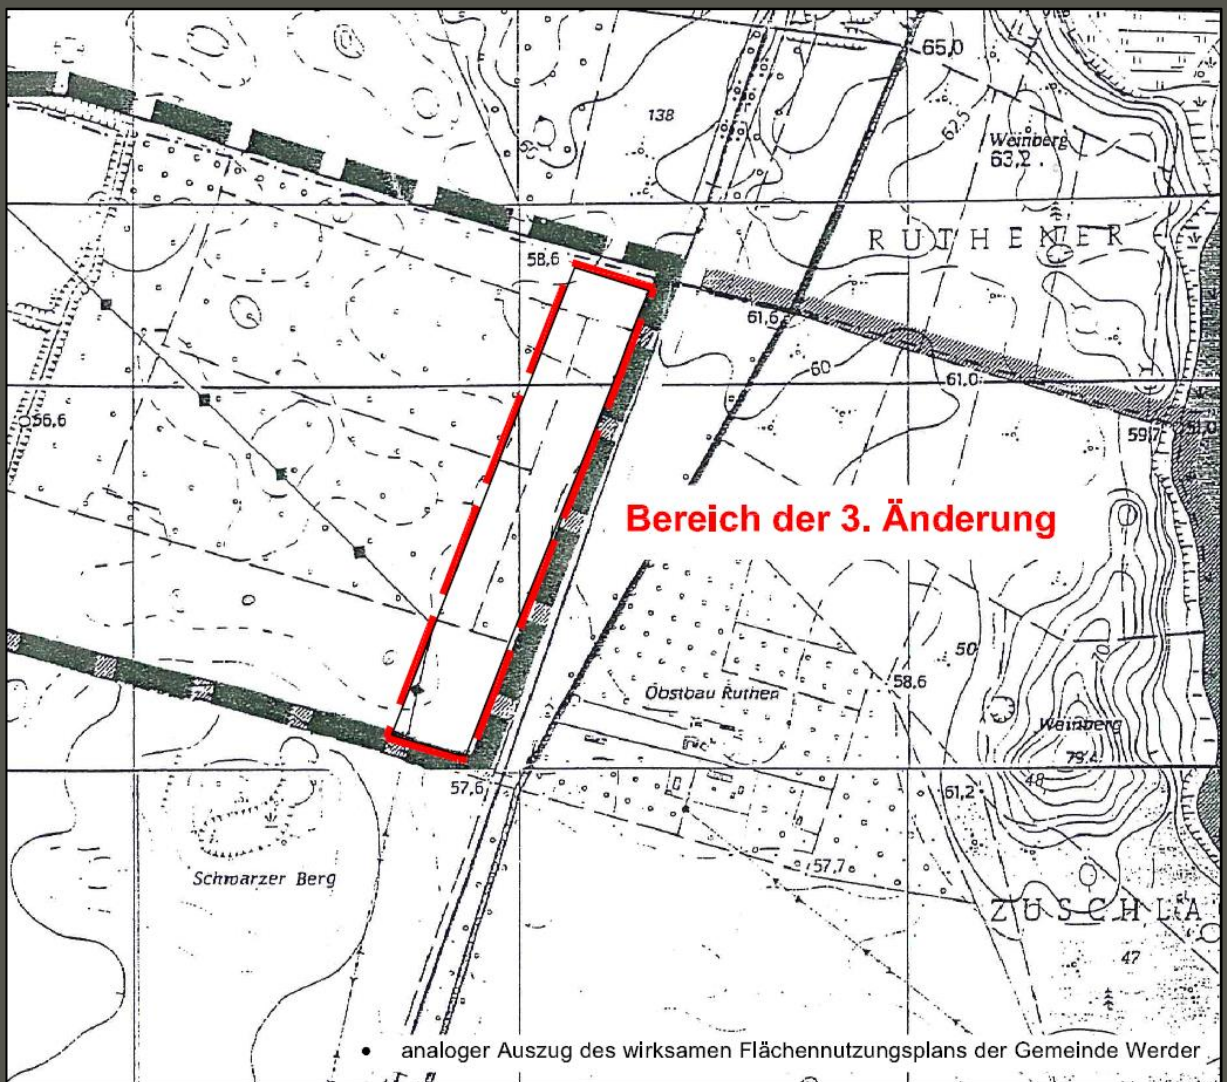 65,0
138
62,5
Weinberg
63,2
RUTHENER
58,6
61,6
60
61,0
56,6
59,7
Bereich der 3. Änderung
50
70
58,6
Obstbau Ruthen
Weinberg
79,4
48
57,6
61,2
57,7
Schwarzer Berg
ZUSCHLA
47
• analoger Auszug des wirksamen Flächennutzungsplans der Gemeinde Werder